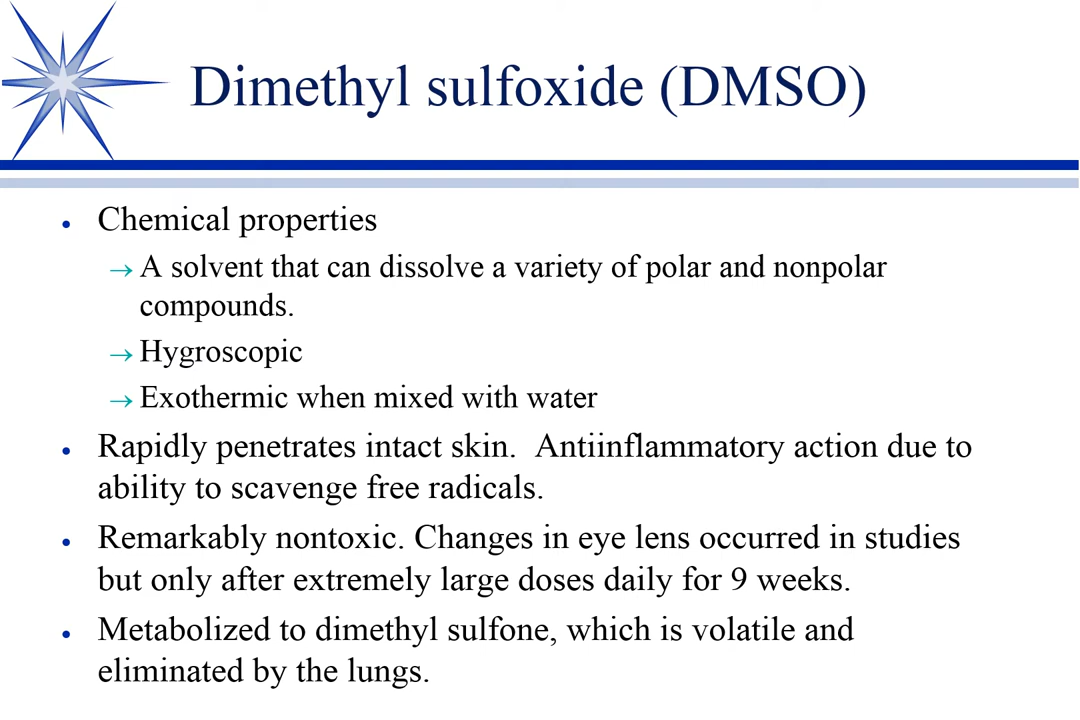 Dimethyl sulfoxide (DMSO)
• Chemical properties
→ A solvent that can dissolve a variety of polar and nonpolar
compounds.
→ Hygroscopic
→ Exothermic when mixed with water
• Rapidly penetrates intact skin.  Antiinflammatory action due to
ability to scavenge free radicals.
• Remarkably nontoxic. Changes in eye lens occurred in studies
but only after extremely large doses daily for 9 weeks.
• Metabolized to dimethyl sulfone, which is volatile and
eliminated by the lungs.